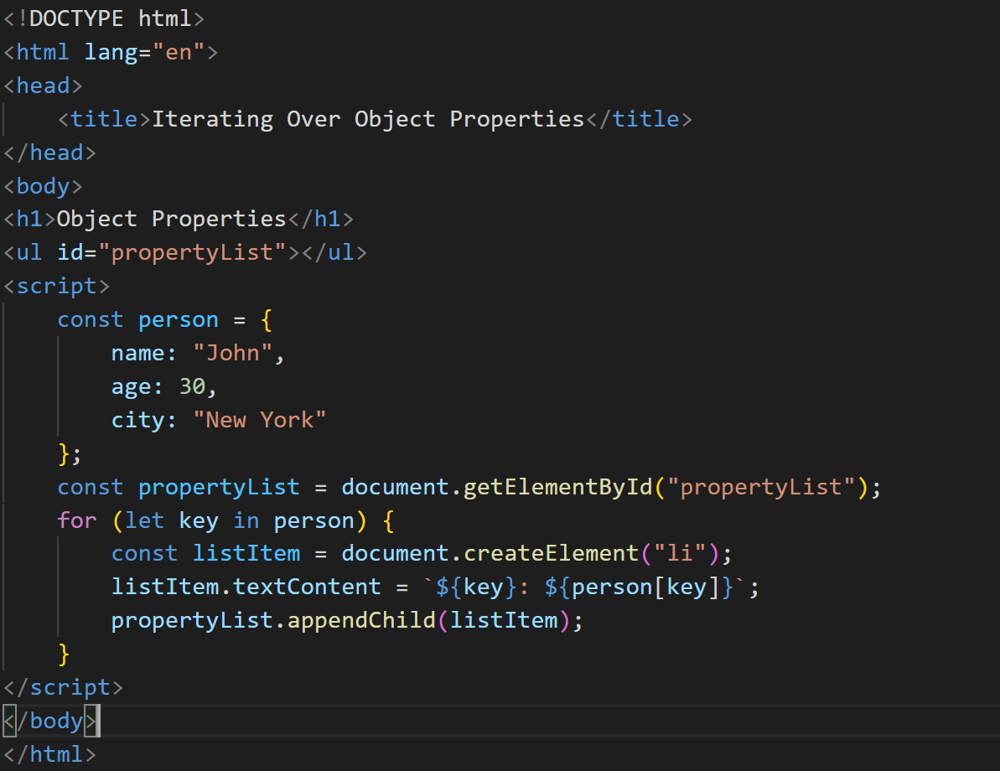 <!DOCTYPE html>
<html lang="en">
<head>
    <title>Iterating Over Object Properties</title>
</head>
<body>
<h1>Object Properties</h1>
<ul id="propertyList"></ul>
<script>
    const person = {
        name: "John",
        age: 30,
        city: "New York"
    };
    const propertyList = document.getElementById("propertyList");
    for (let key in person) {
        const listItem = document.createElement("li");
        listItem.textContent = `${key}: ${person[key]}`;
        propertyList.appendChild(listItem);
    }
</script>
</body>
</html>